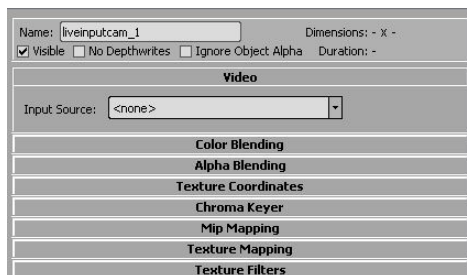 Name: liveinputcam_1 Dimensions: - X -
Visible No Depthwrites Ignore Object Alpha Duration: -
Video
Input Source: <none>
Color Blending
Alpha Blending
Texture Coordinates
Chroma Keyer
Mip Mapping
Texture Mapping
Texture Filters